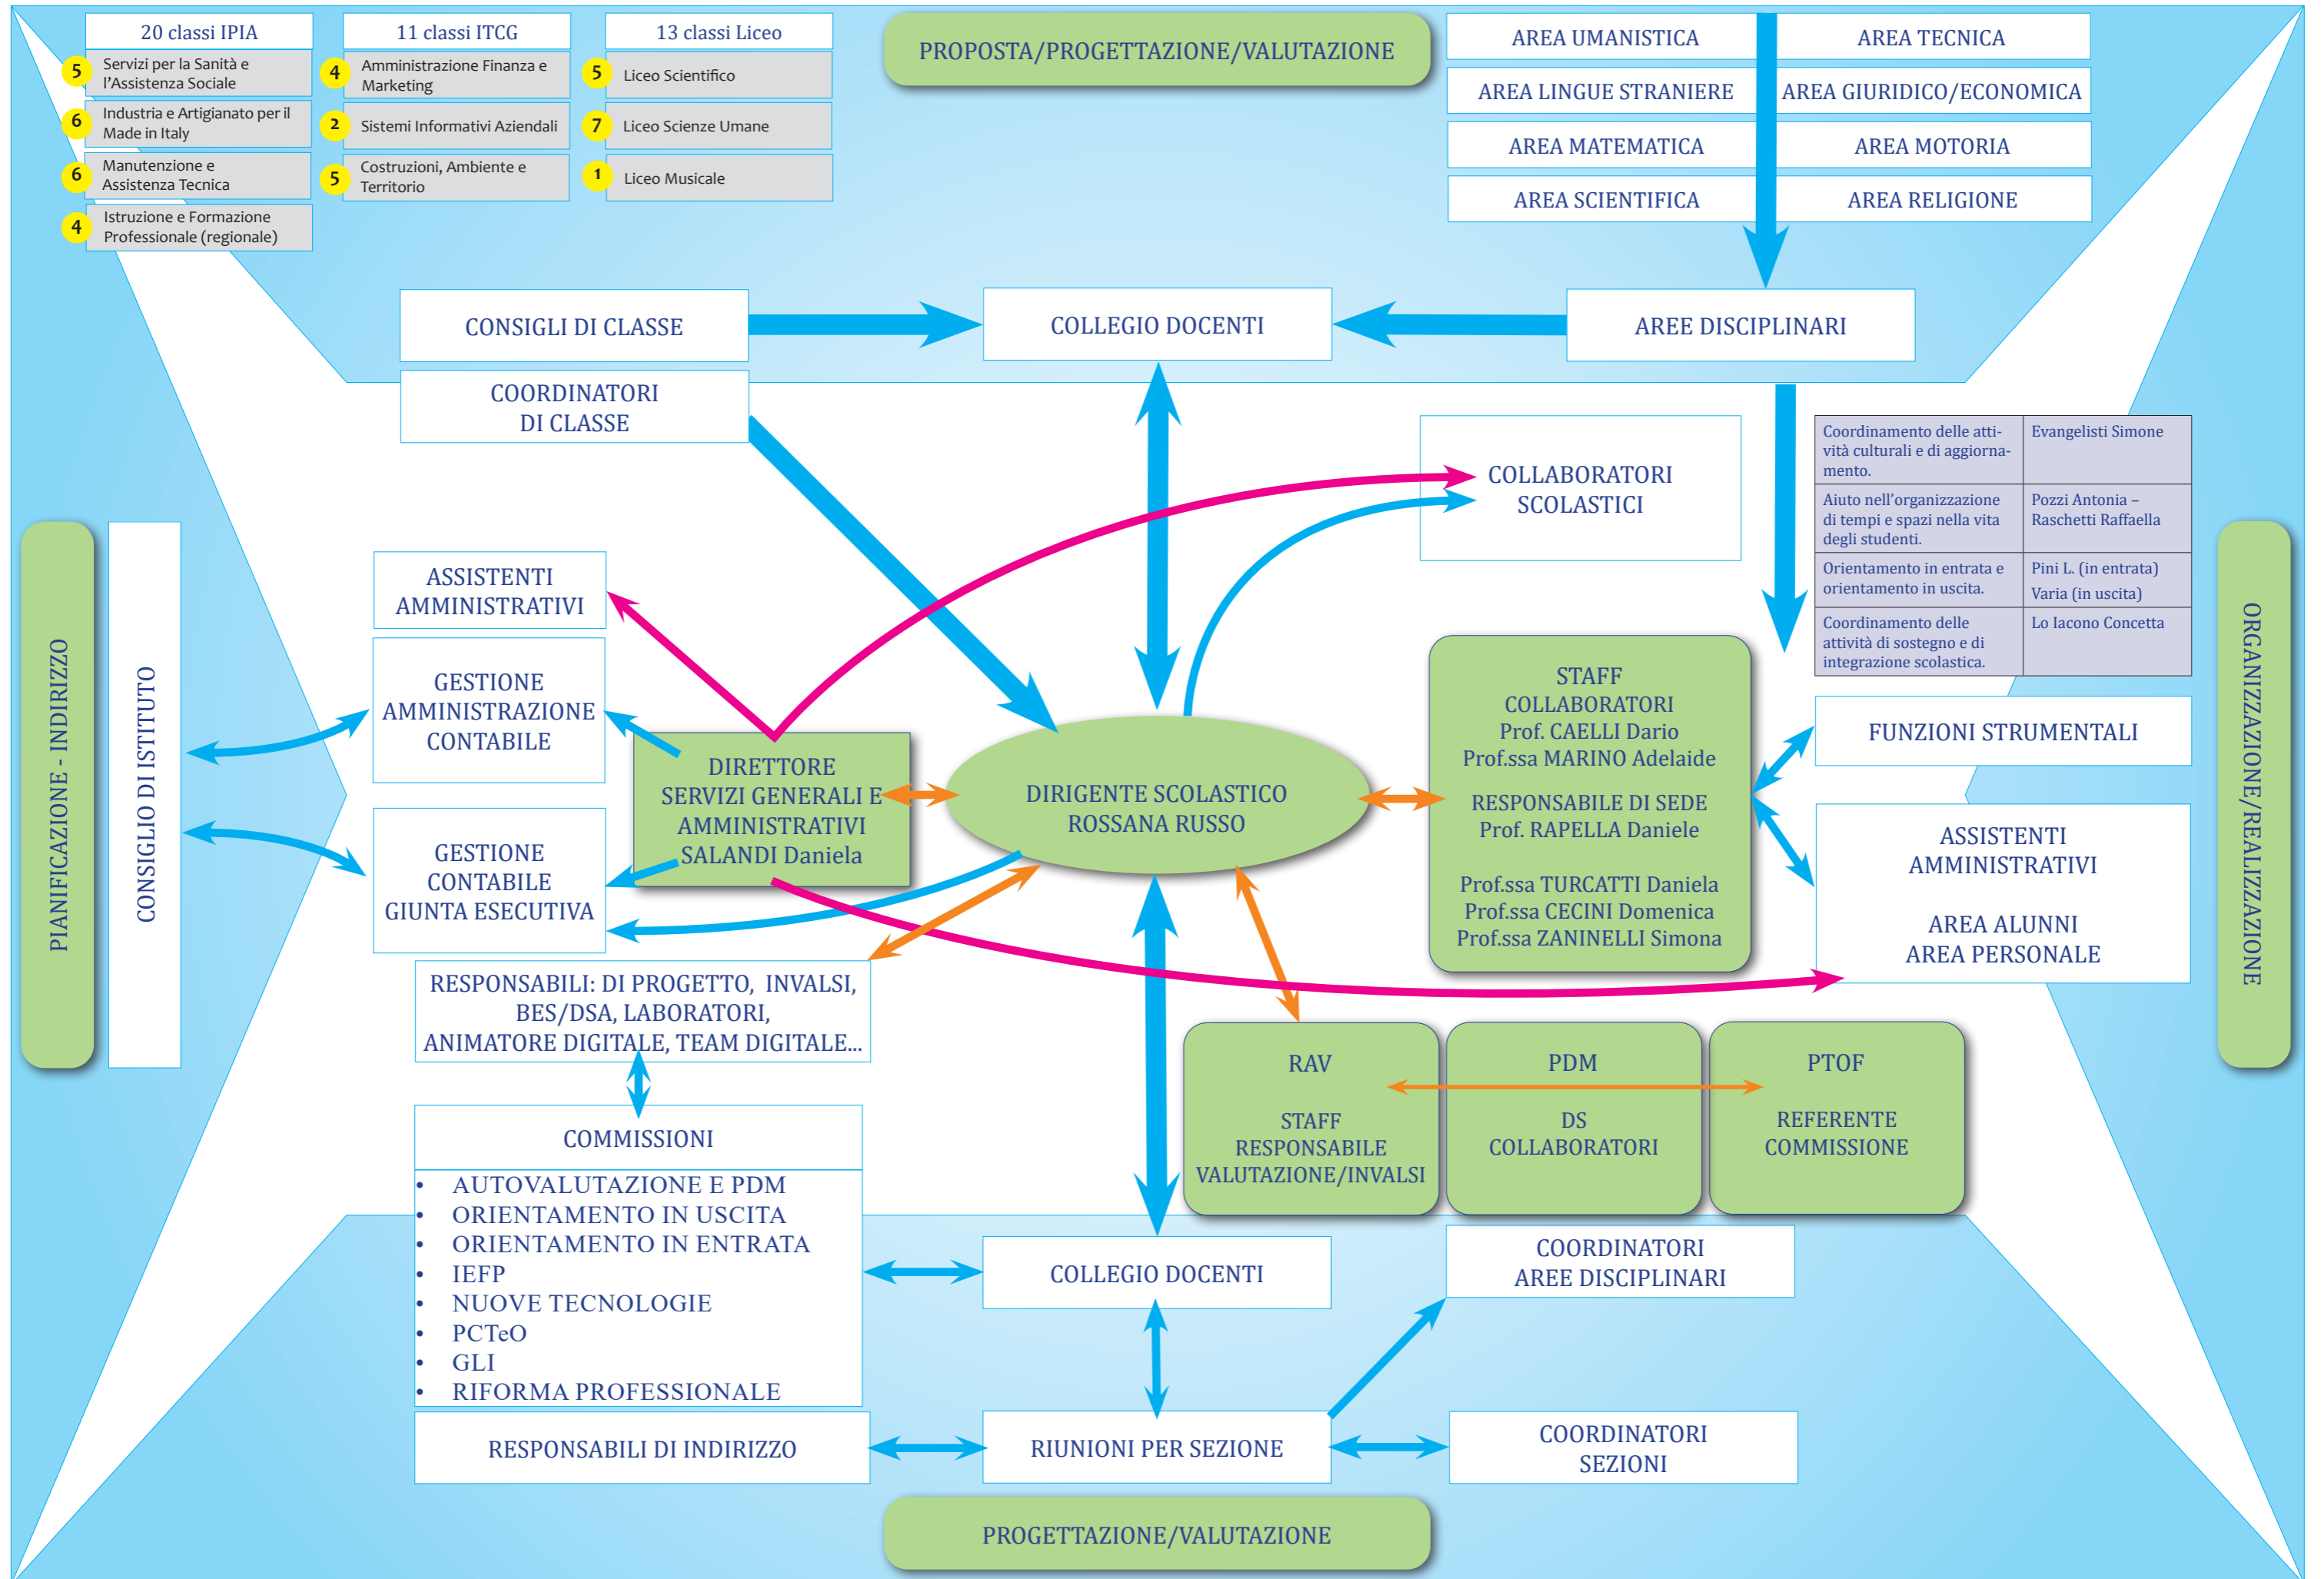 20 classi IPIA
5
Servizi per la Sanità e
l'Assistenza Sociale
6
Industria e Artigianato per il
Made in Italy
6
Manutenzione e
Assistenza Tecnica
4
Istruzione e Formazione
Professionale (regionale)
11 classi ITCG
4
Amministrazione Finanza e
Marketing
2
Sistemi Informativi Aziendali
5
Costruzioni, Ambiente e
Territorio
13 classi Liceo
5
Liceo Scientifico
7
Liceo Scienze Umane
1
Liceo Musicale
PROPOSTA/PROGETTAZIONE/VALUTAZIONE
AREA UMANISTICA
AREA TECNICA
AREA LINGUE STRANIERE
AREA GIURIDICO/ECONOMICA
AREA MATEMATICA
AREA MOTORIA
AREA SCIENTIFICA
AREA RELIGIONE
CONSIGLI DI CLASSE
COLLEGIO DOCENTI
AREE DISCIPLINARI
COORDINATORI
DI CLASSE
COLLABORATORI
SCOLASTICI
Coordinamento delle atti-
vità culturali e di aggiorna-
mento.
Evangelisti Simone
Aiuto nell'organizzazione
di tempi e spazi nella vita
degli studenti.
Pozzi Antonia –
Raschetti Raffaella
Orientamento in entrata e
orientamento in uscita.
Pini L. (in entrata)
Varia (in uscita)
Coordinamento delle
attività di sostegno e di
integrazione scolastica.
Lo Iacono Concetta
PIANIFICAZIONE - INDIRIZZO
CONSIGLIO DI ISTITUTO
ASSISTENTI
AMMINISTRATIVI
GESTIONE
AMMINISTRAZIONE
CONTABILE
GESTIONE
CONTABILE
GIUNTA ESECUTIVA
DIRETTORE
SERVIZI GENERALI E
AMMINISTRATIVI
SALANDI Daniela
DIRIGENTE SCOLASTICO
ROSSANA RUSSO
STAFF
COLLABORATORI
Prof. CAELLI Dario
Prof.ssa MARINO Adelaide
RESPONSABILE DI SEDE
Prof. RAPELLA Daniele
Prof.ssa TURCATTI Daniela
Prof.ssa CECINI Domenica
Prof.ssa ZANINELLI Simona
FUNZIONI STRUMENTALI
ASSISTENTI
AMMINISTRATIVI
AREA ALUNNI
AREA PERSONALE
ORGANIZZAZIONE/REALIZZAZIONE
RESPONSABILI: DI PROGETTO, INVALSI,
BES/DSA, LABORATORI,
ANIMATORE DIGITALE, TEAM DIGITALE...
RAV
STAFF
RESPONSABILE
VALUTAZIONE/INVALSI
PDM
DS
COLLABORATORI
PTOF
REFERENTE
COMMISSIONE
COMMISSIONI
• AUTOVALUTAZIONE E PDM
• ORIENTAMENTO IN USCITA
• ORIENTAMENTO IN ENTRATA
• IEFP
• NUOVE TECNOLOGIE
• PCTeO
• GLI
• RIFORMA PROFESSIONALE
COLLEGIO DOCENTI
COORDINATORI
AREE DISCIPLINARI
RESPONSABILI DI INDIRIZZO
RIUNIONI PER SEZIONE
COORDINATORI
SEZIONI
PROGETTAZIONE/VALUTAZIONE